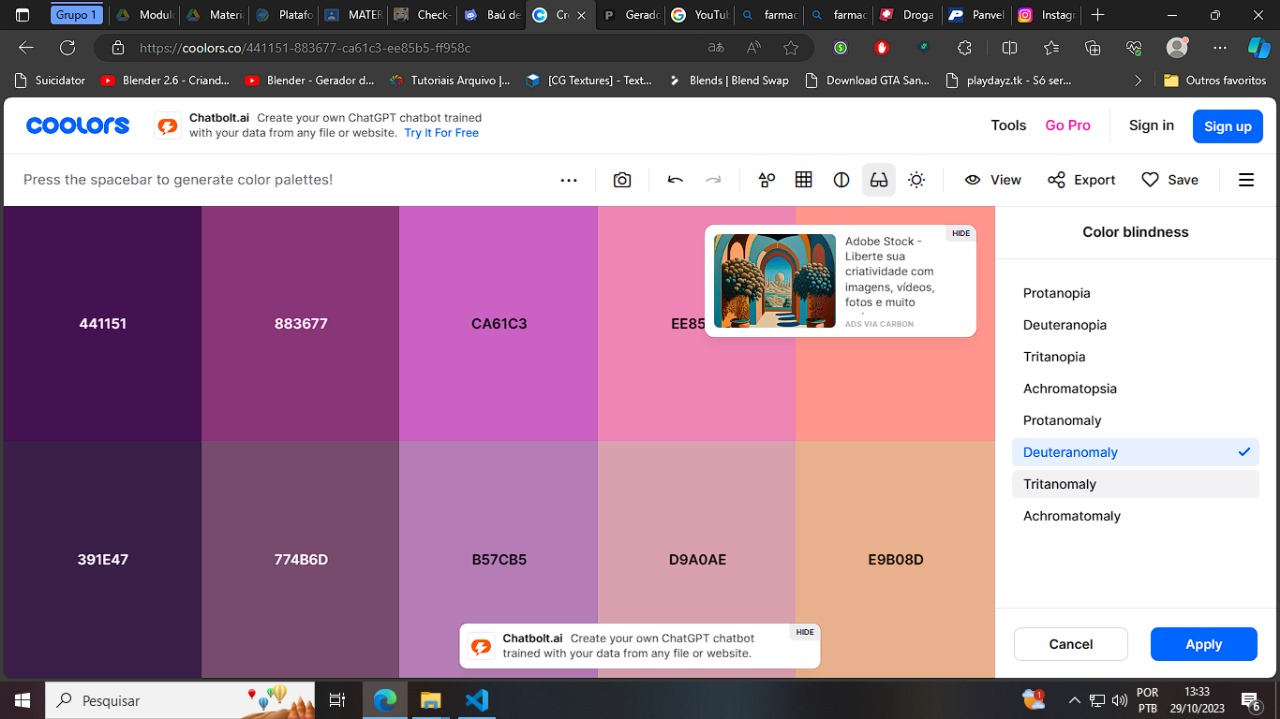 Grupo 1
Modul
Materia
Platafo
MATER
Check-
Baú de
Cre
Gerado
YouTub
farmac
farmac
Droga
Panvel
Instagr
https://coolors.co/441151-883677-ca61c3-ee85b5-ff958c
Suicidator
Blender 2.6 - Criand...
Blender - Gerador d...
Tutoriais Arquivo |...
[CG Textures] - Text...
Blends | Blend Swap
Download GTA San...
playdayz.tk - Só ser...
Outros favoritos
coolors
Chatbolt.ai Create your own ChatGPT chatbot trained
with your data from any file or website. Try It For Free
Tools
Go Pro
Sign in
Sign up
Press the spacebar to generate color palettes!
View
Export
Save
Color blindness
HIDE
Adobe Stock -
Liberte sua
criatividade com
imagens, vídeos,
fotos e muito
ADS VIA CARBON
441151
883677
CA61C3
EE85
Protanopia
Deuteranopia
Tritanopia
Achromatopsia
Protanomaly
Deuteranomaly
Tritanomaly
Achromatomaly
391E47
774B6D
B57CB5
D9A0AE
E9B08D
Chatbolt.ai Create your own ChatGPT chatbot
trained with your data from any file or website.
HIDE
Cancel
Apply
Pesquisar
1
POR
PTB
13:33
29/10/2023
6